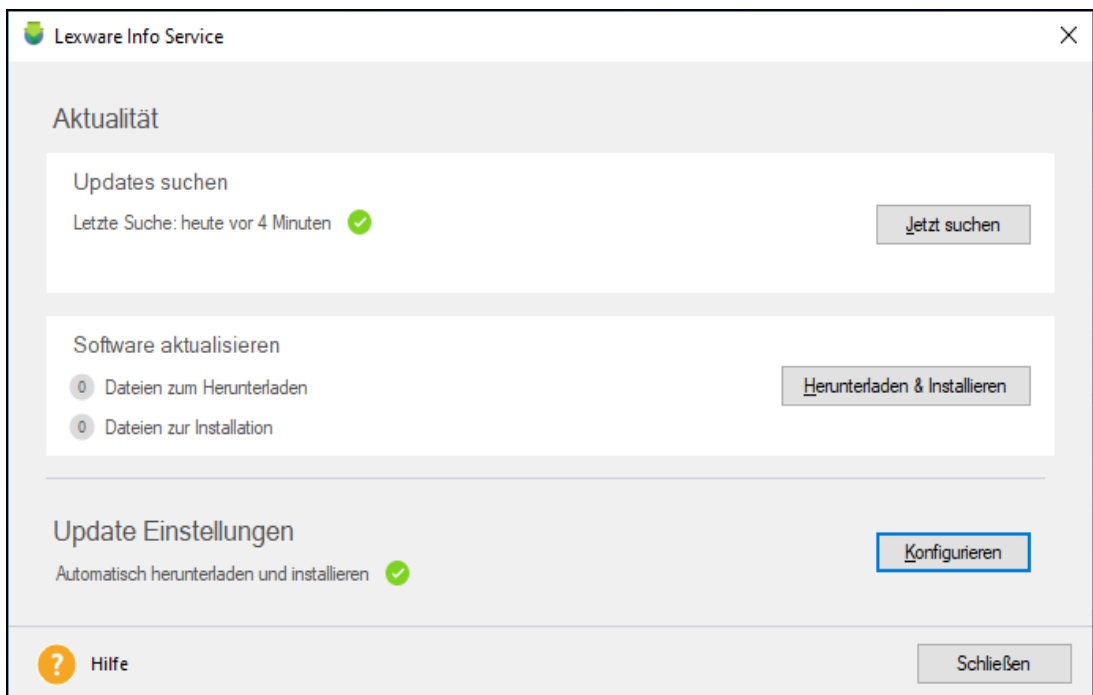 Lexware Info Service
Aktualität
Updates suchen
Letzte Suche: heute vor 4 Minuten
Jetzt suchen
Software aktualisieren
0 Dateien zum Herunterladen
Herunterladen & Installieren
0 Dateien zur Installation
Update Einstellungen
Konfigurieren
Automatisch herunterladen und installieren
? Hilfe
Schließen